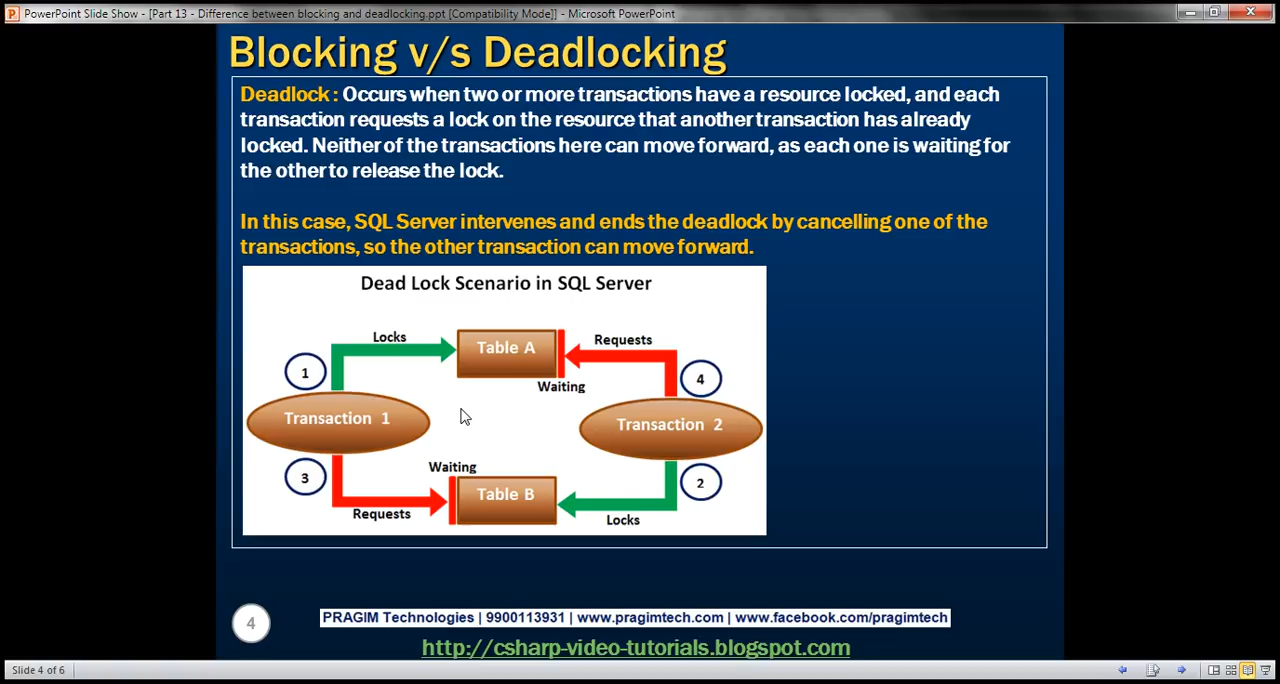 PowerPoint Slide Show - [Part 13 - Difference between blocking and deadlocking.ppt [Compatibility Mode]] - Microsoft PowerPoint
Blocking v/s Deadlocking
Deadlock : Occurs when two or more transactions have a resource locked, and each
transaction requests a lock on the resource that another transaction has already
locked. Neither of the transactions here can move forward, as each one is waiting for
the other to release the lock.
In this case, SQL Server intervenes and ends the deadlock by cancelling one of the
transactions, so the other transaction can move forward.
Dead Lock Scenario in SQL Server
Locks
Table A
Requests
1
Waiting
4
Transaction 1
Transaction 2
Waiting
3
Table B
2
Requests
Locks
4
PRAGIM Technologies | 9900113931 | www.pragimtech.com | www.facebook.com/pragimtech
http://csharp-video-tutorials.blogspot.com
Slide 4 of 6